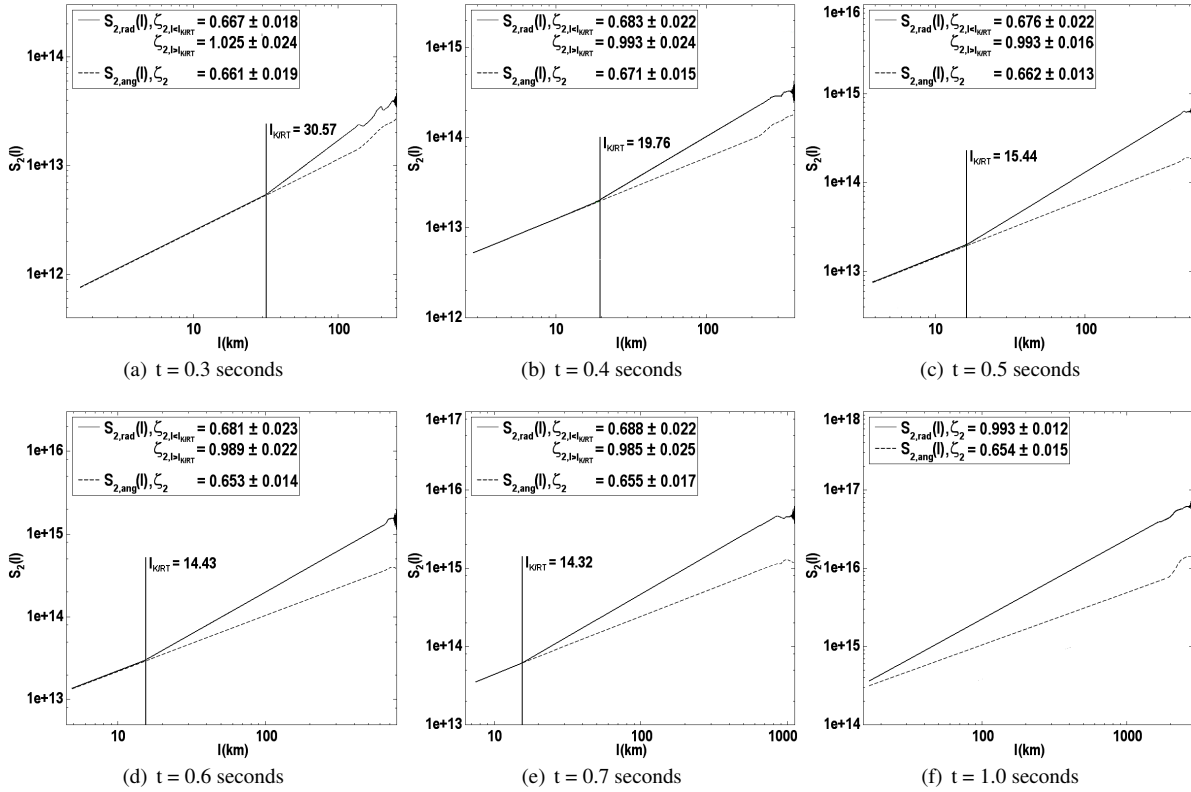 S2,rad(l), ζ2,l<lK/RT = 0.667 ± 0.018
ζ2,l>lK/RT = 1.025 ± 0.024
S2,ang(l), ζ2 = 0.661 ± 0.019
1e+14
1e+13
1e+12
S2(l)
lK/RT = 30.57
10
100
l(km)
(a) t = 0.3 seconds
S2,rad(l), ζ2,l<lK/RT = 0.683 ± 0.022
ζ2,l>lK/RT = 0.993 ± 0.024
S2,ang(l), ζ2 = 0.671 ± 0.015
1e+15
1e+14
1e+13
1e+12
S2(l)
lK/RT = 19.76
10
100
l(km)
(b) t = 0.4 seconds
S2,rad(l), ζ2,l<lK/RT = 0.676 ± 0.022
ζ2,l>lK/RT = 0.993 ± 0.016
S2,ang(l), ζ2 = 0.662 ± 0.013
1e+16
1e+15
1e+14
1e+13
S2(l)
lK/RT = 15.44
10
100
l(km)
(c) t = 0.5 seconds
S2,rad(l), ζ2,l<lK/RT = 0.681 ± 0.023
ζ2,l>lK/RT = 0.989 ± 0.022
S2,ang(l), ζ2 = 0.653 ± 0.014
1e+16
1e+15
1e+14
1e+13
S2(l)
lK/RT = 14.43
10
100
l(km)
(d) t = 0.6 seconds
S2,rad(l), ζ2,l<lK/RT = 0.688 ± 0.022
ζ2,l>lK/RT = 0.985 ± 0.025
S2,ang(l), ζ2 = 0.655 ± 0.017
1e+17
1e+16
1e+15
1e+14
1e+13
S2(l)
lK/RT = 14.32
10
100
1000
l(km)
(e) t = 0.7 seconds
S2,rad(l), ζ2 = 0.993 ± 0.012
S2,ang(l), ζ2 = 0.654 ± 0.015
1e+18
1e+17
1e+16
1e+15
1e+14
S2(l)
100
1000
l(km)
(f) t = 1.0 seconds